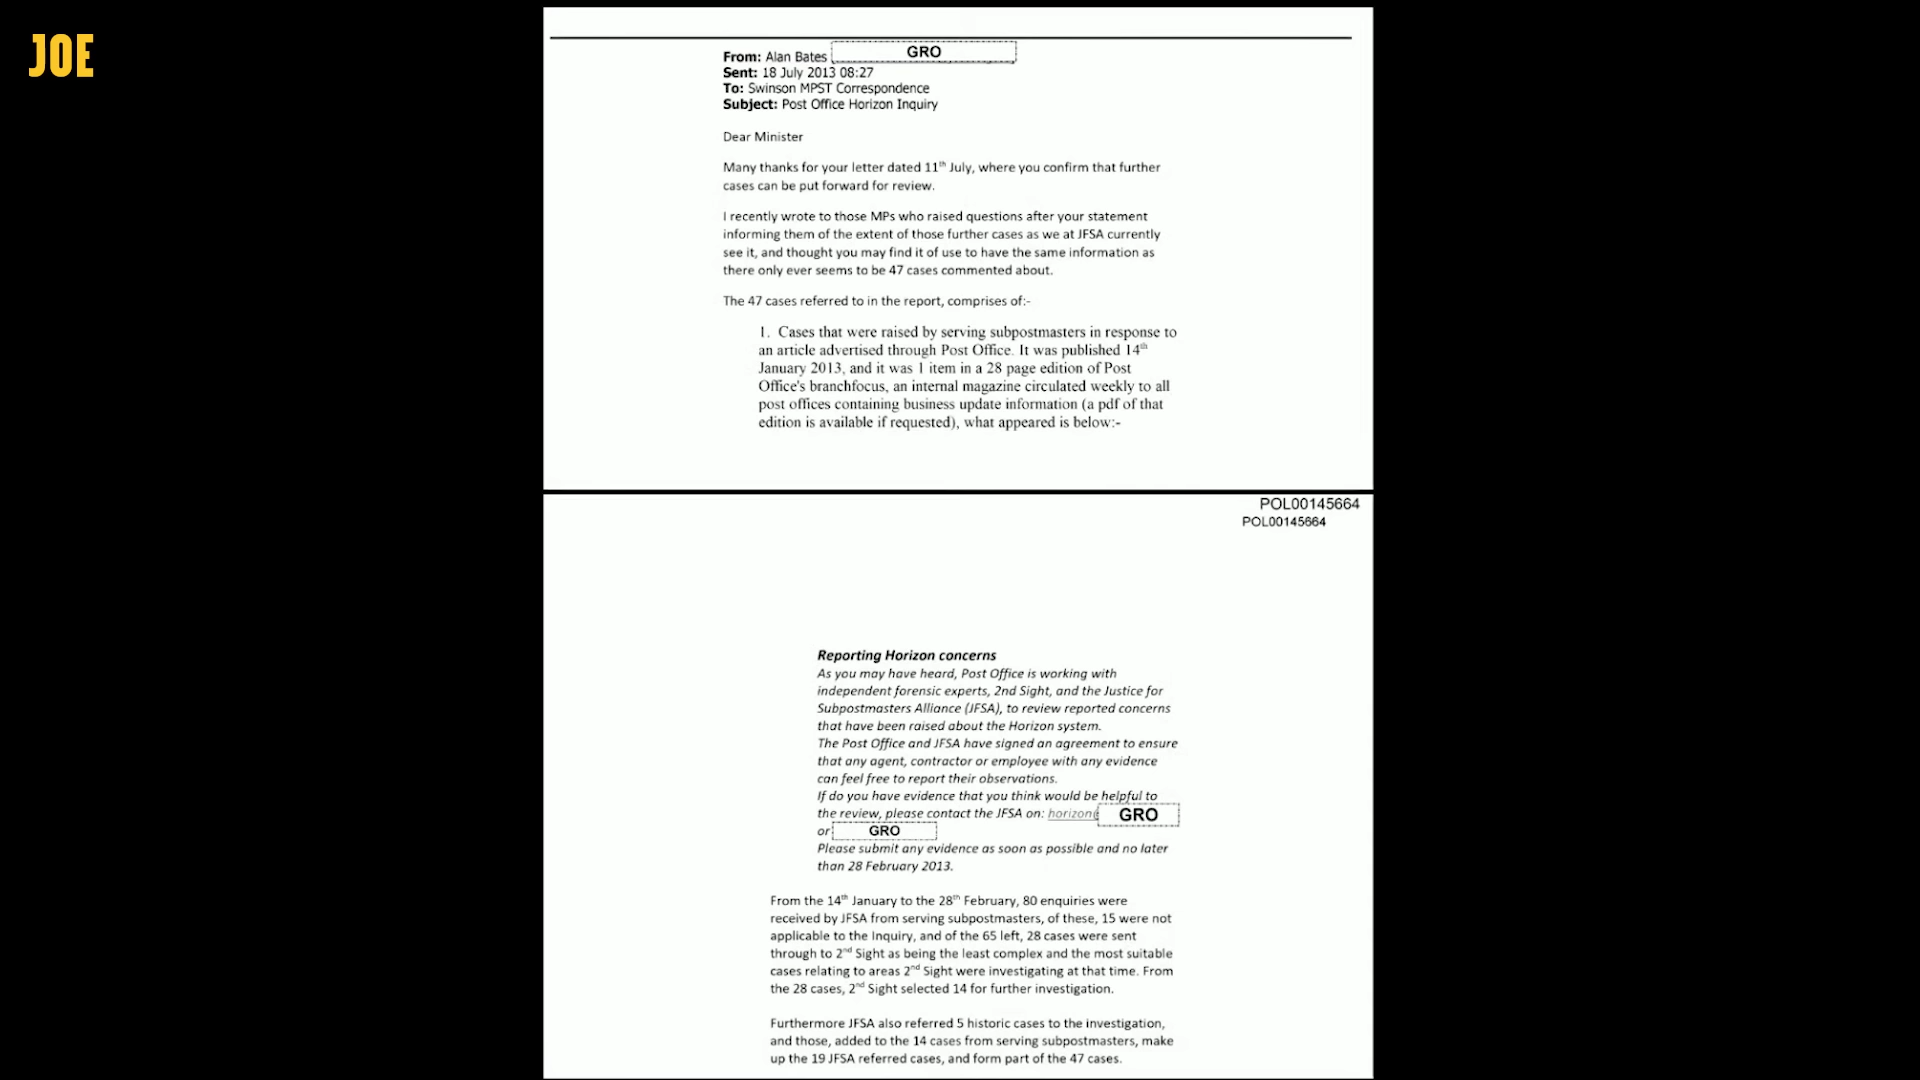 JOE
From: Alan Bates GRO
Sent: 18 July 2013 08:27
To: Swinson MPST Correspondence
Subject: Post Office Horizon Inquiry
Dear Minister
Many thanks for your letter dated 11th July, where you confirm that further
cases can be put forward for review.
I recently wrote to those MPs who raised questions after your statement
informing them of the extent of those further cases as we at JFSA currently
see it, and thought you may find it of use to have the same information as
there only ever seems to be 47 cases commented about.
The 47 cases referred to in the report, comprises of:-
1. Cases that were raised by serving subpostmasters in response to
an article advertised through Post Office. It was published 14th
January 2013, and it was 1 item in a 28 page edition of Post
Office's branchfocus, an internal magazine circulated weekly to all
post offices containing business update information (a pdf of that
edition is available if requested), what appeared is below:-
POL00145664
POL00145664
Reporting Horizon concerns
As you may have heard, Post Office is working with
independent forensic experts, 2nd Sight, and the Justice for
Subpostmasters Alliance (JFSA), to review reported concerns
that have been raised about the Horizon system.
The Post Office and JFSA have signed an agreement to ensure
that any agent, contractor or employee with any evidence
can feel free to report their observations.
If do you have evidence that you think would be helpful to
the review, please contact the JFSA on: horizon@ GRO
or GRO
Please submit any evidence as soon as possible and no later
than 28 February 2013.
From the 14th January to the 28th February, 80 enquiries were
received by JFSA from serving subpostmasters, of these, 15 were not
applicable to the Inquiry, and of the 65 left, 28 cases were sent
through to 2nd Sight as being the least complex and the most suitable
cases relating to areas 2nd Sight were investigating at that time. From
the 28 cases, 2nd Sight selected 14 for further investigation.
Furthermore JFSA also referred 5 historic cases to the investigation,
and those, added to the 14 cases from serving subpostmasters, make
up the 19 JFSA referred cases, and form part of the 47 cases.